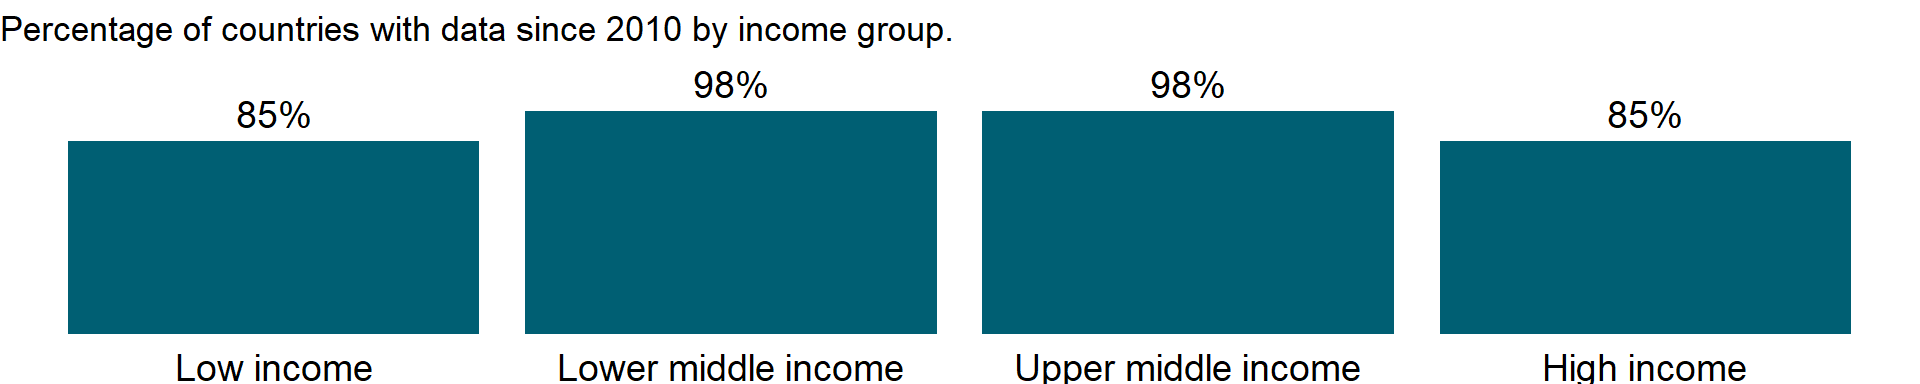 Percentage of countries with data since 2010 by income group.
85%
98%
98%
85%
Low income
Lower middle income
Upper middle income
High income